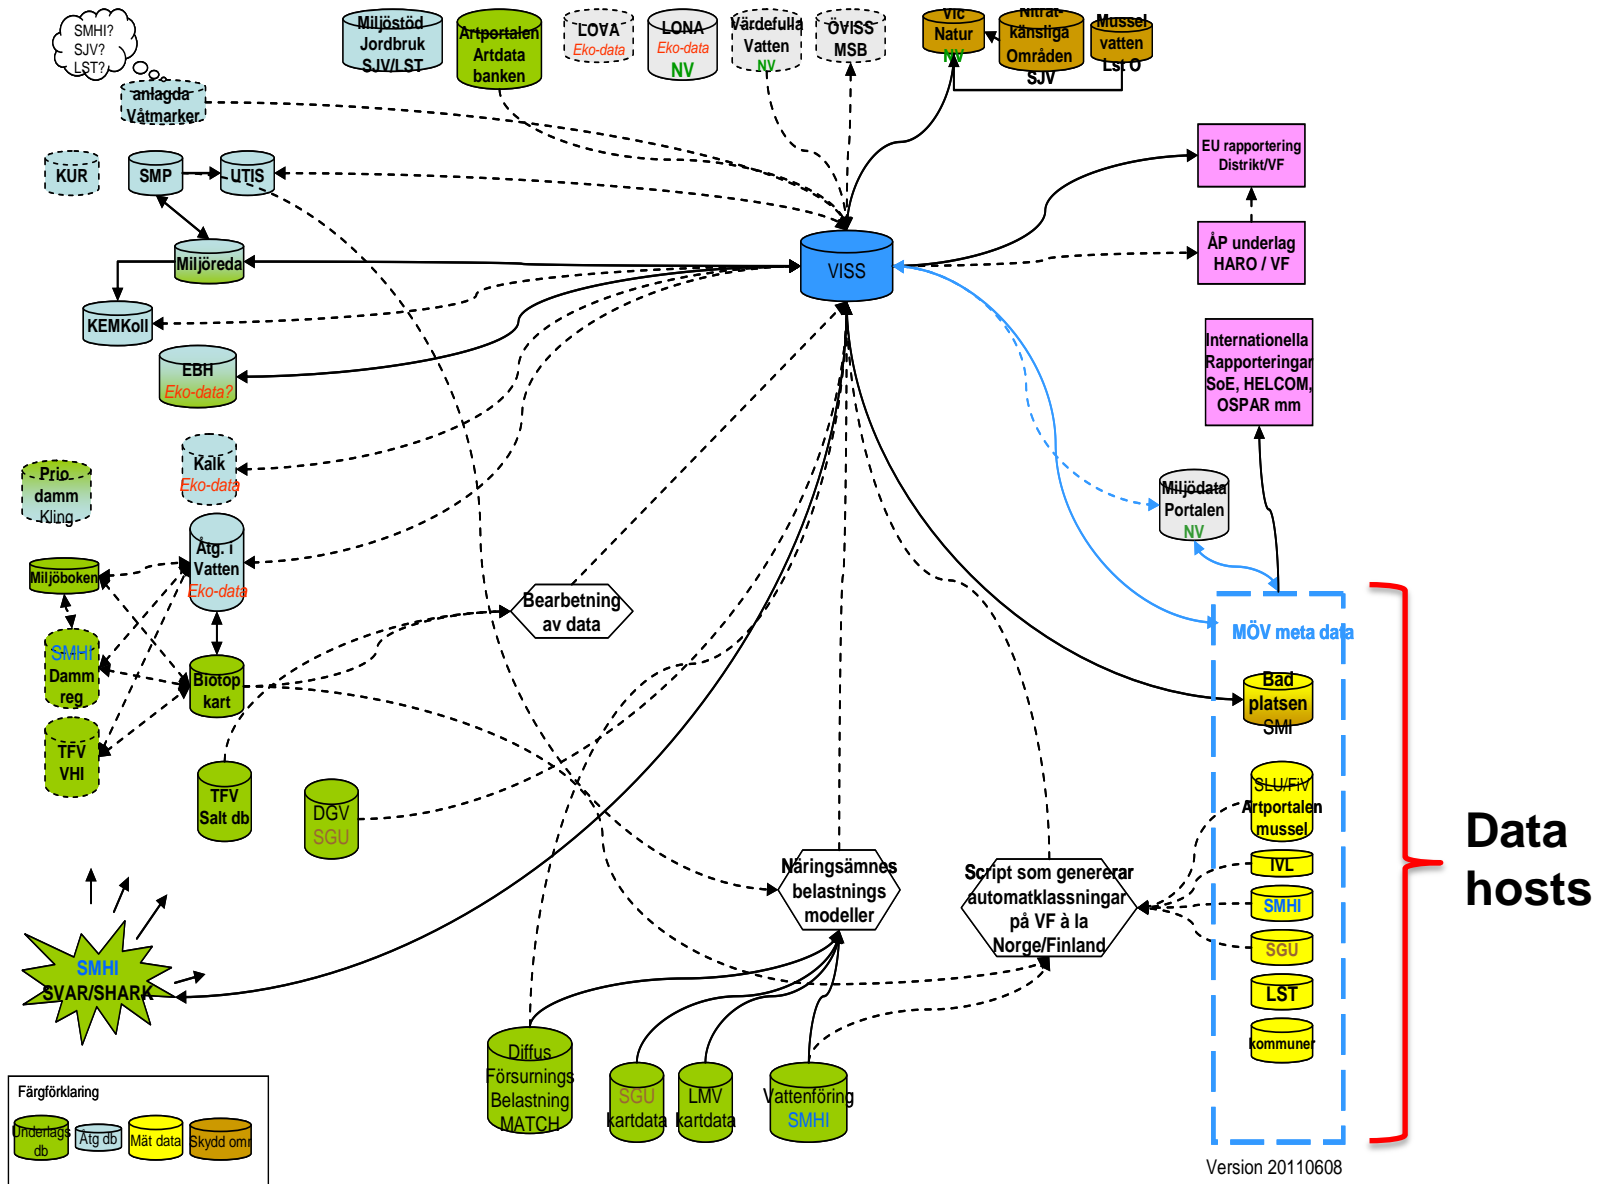 SMHI?
SJV?
LST?
Miljöstöd
Jordbruk
SJV/LST
Artportalen
Artdata
banken
LOVA
Eko-data
LONA
Eko-data
NV
Värdefulla
Vatten
NV
ÖVISS
MSB
Vic
Natur
NV
Nitrat-
känsliga
Områden
SJV
Mussel
vatten
Lst O
anlagda
Våtmarker
KUR
SMP
UTIS
EU rapportering
Distrikt/VF
Miljöreda
VISS
ÅP underlag
HARO / VF
KEMKoll
EBH
Eko-data?
Internationella
Rapporteringar
SoE, HELCOM,
OSPAR mm
Kalk
Eko-data
Prio
damm
Kling
Miljödata
Portalen
NV
Åtg. i
Vatten
Eko-data
Miljöboken
Bearbetning
av data
MÖV meta data
SMHI
Damm
reg
Biotop
kart
Bad
platsen
SMI
TFV
VHI
TFV
Salt db
DGV
SGU
SLU/FiV
Artportalen
mussel
Data
hosts
IVL
SMHI
SGU
LST
kommuner
Näringsämnes
belastnings
modeller
Script som genererar
automatklassningar
på VF à la
Norge/Finland
SMHI
SVAR/SHARK
Diffus
Försurnings
Belastning
MATCH
SGU
kartdata
LMV
kartdata
Vattenföring
SMHI
Färgförklaring
Underlags
db
Åtg db
Mät data
Skydd omr
Version 20110608